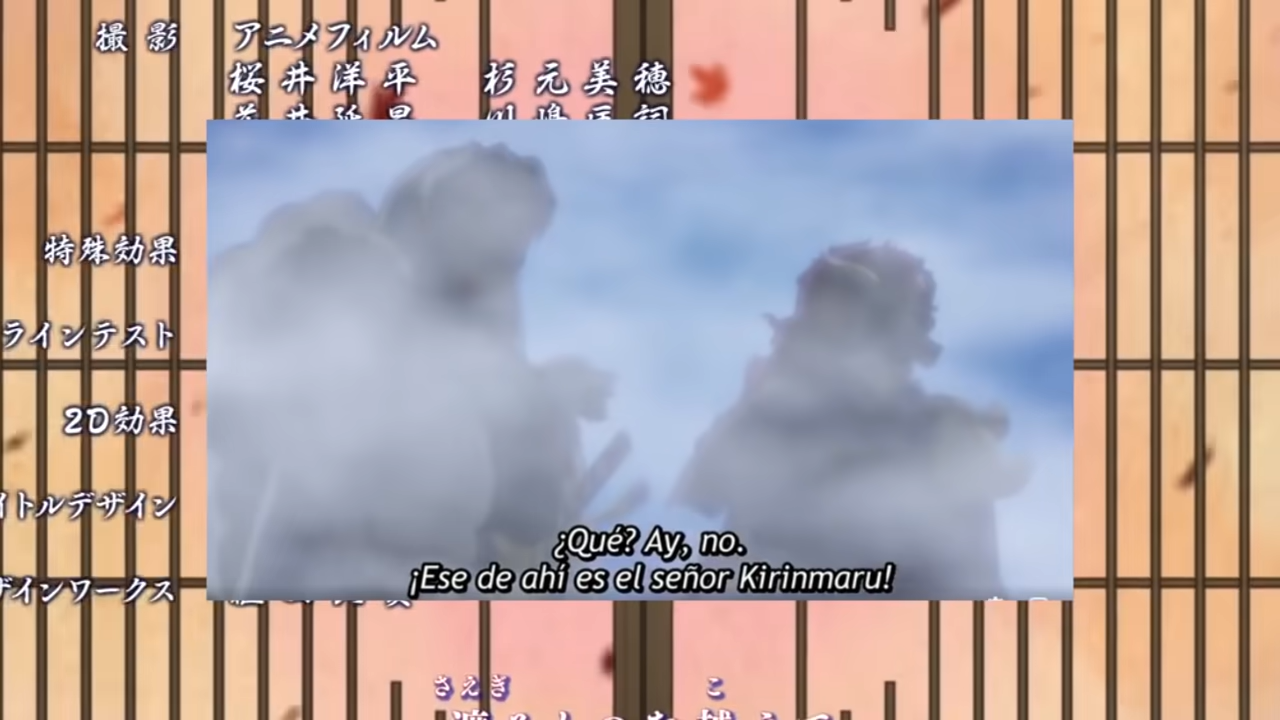 撮影 アニメフィルム
桜井洋平 杉元美穂
特殊効果
ラインテスト
2D効果
イトルデザイン
ザインワークス
¿Qué? Ay, no.
¡Ese de ahí es el señor Kirinmaru!
さえぎ こ